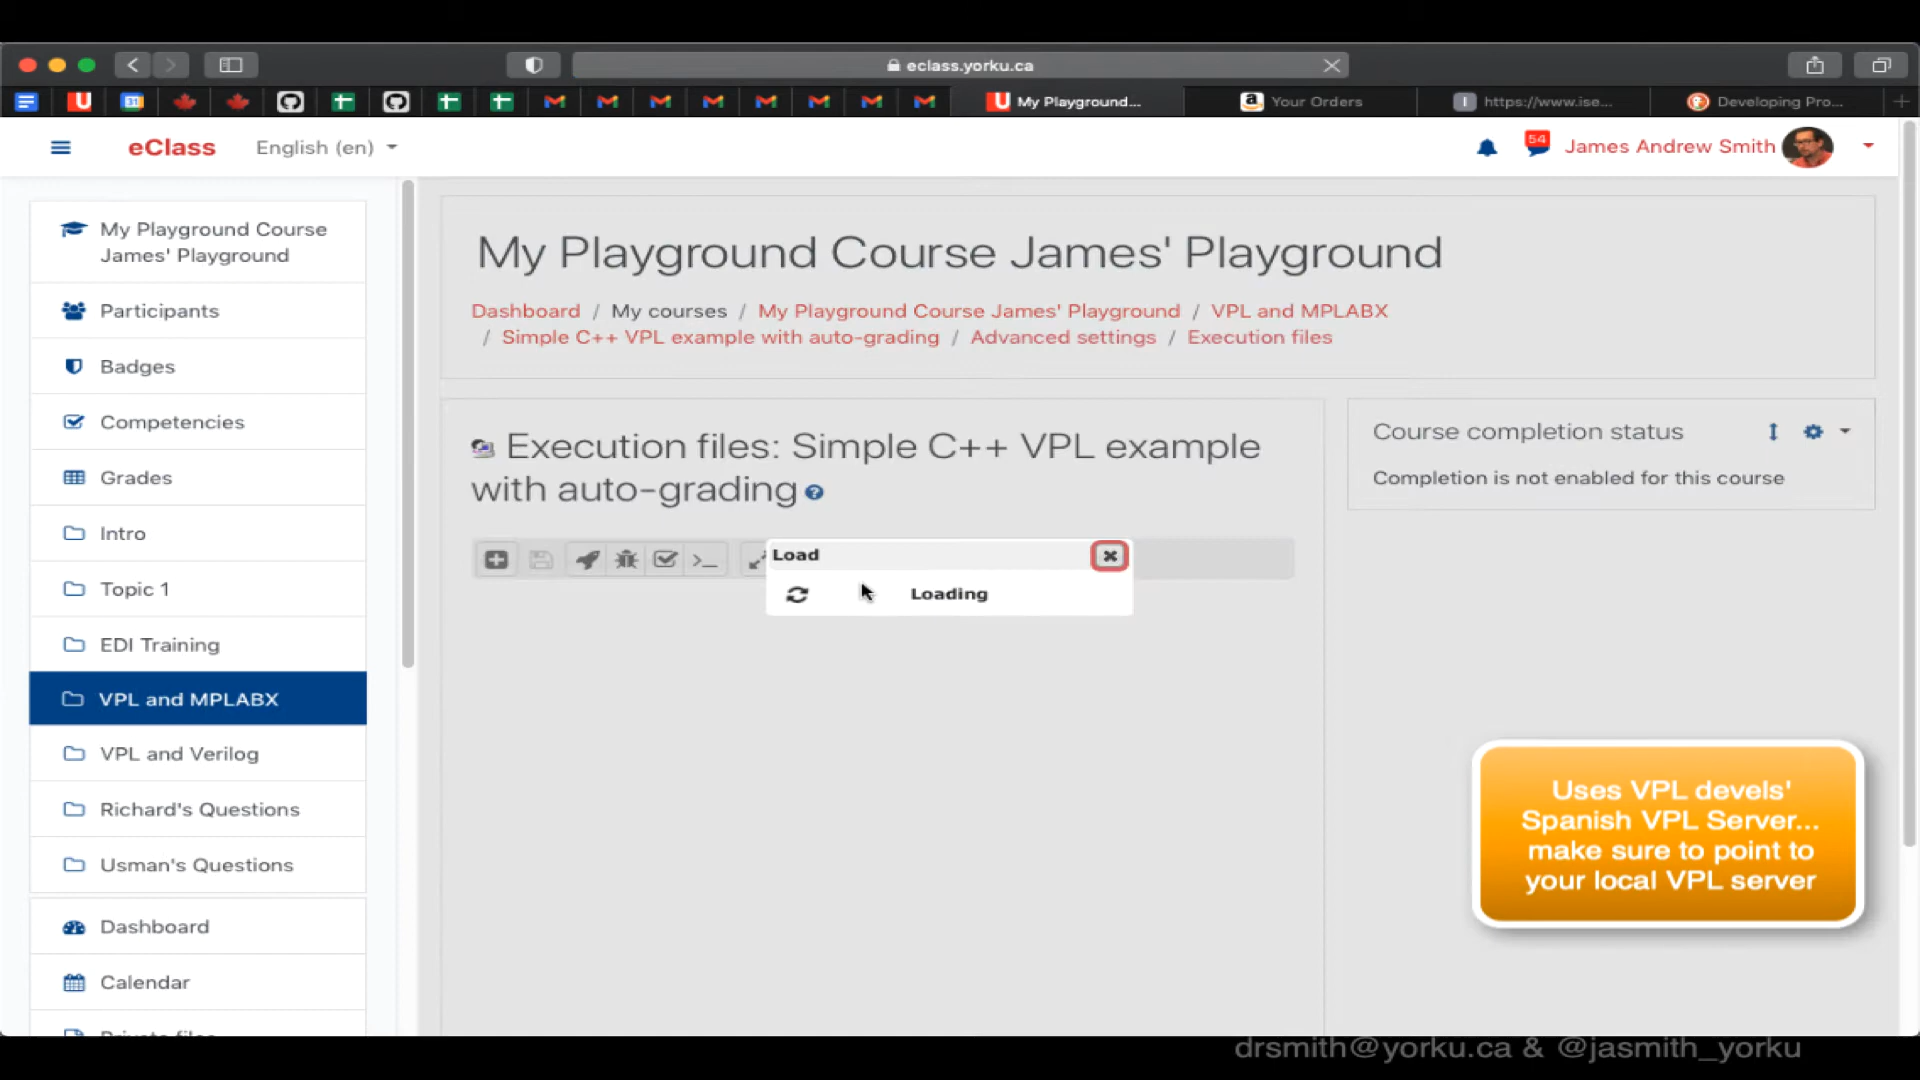 eclass.yorku.ca
My Playground...
Your Orders
https://www.ise...
Developing Pro...
eClass
English (en)
54
James Andrew Smith
My Playground Course
James' Playground
Participants
Badges
Competencies
Grades
Intro
Topic 1
EDI Training
VPL and MPLABX
VPL and Verilog
Richard's Questions
Usman's Questions
Dashboard
Calendar
Private files
My Playground Course James' Playground
Dashboard / My courses / My Playground Course James' Playground / VPL and MPLABX
/ Simple C++ VPL example with auto-grading / Advanced settings / Execution files
Execution files: Simple C++ VPL example
with auto-grading
Load
Loading
Course completion status
Completion is not enabled for this course
Uses VPL devels'
Spanish VPL Server...
make sure to point to
your local VPL server
drsmith@yorku.ca & @jasmith_yorku